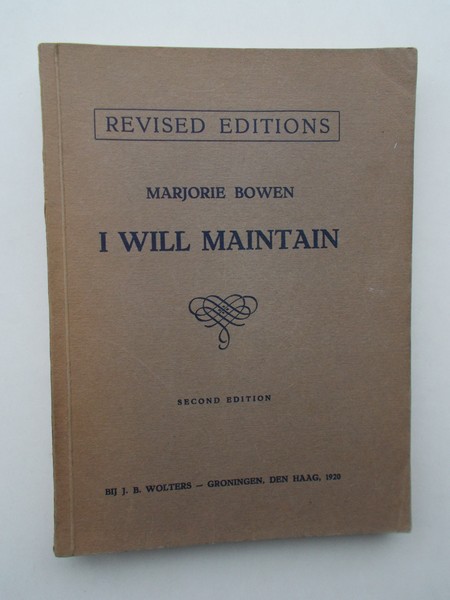 REVISED EDITIONS
MARJORIE BOWEN
I WILL MAINTAIN
SECOND EDITION
BIJ J. B. WOLTERS — GRONINGEN, DEN HAAG, 1920